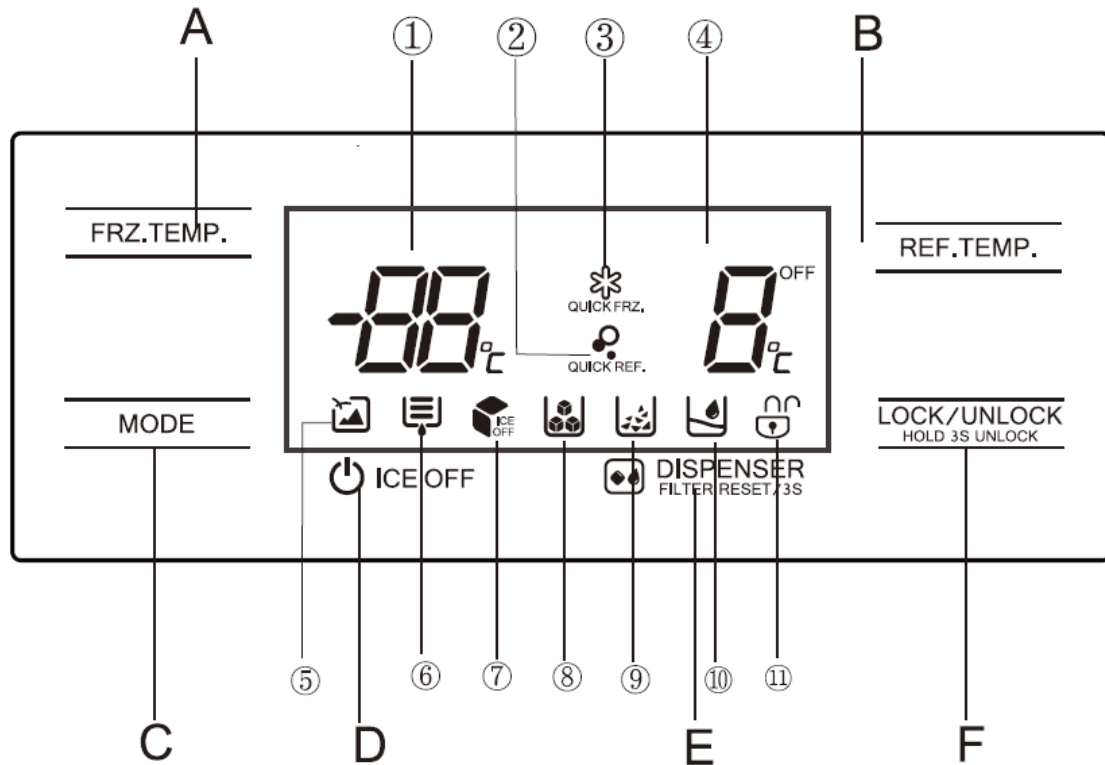 A
①
②
③
④
B
FRZ.TEMP.
-88°C
QUICK FRZ.
8°C OFF
REF.TEMP.
QUICK REF.
MODE
ICE OFF
LOCK/UNLOCK
HOLD 3S UNLOCK
ICE OFF
DISPENSER
FILTER RESET/3S
⑤
⑥
⑦
⑧
⑨
⑩
⑪
C
D
E
F